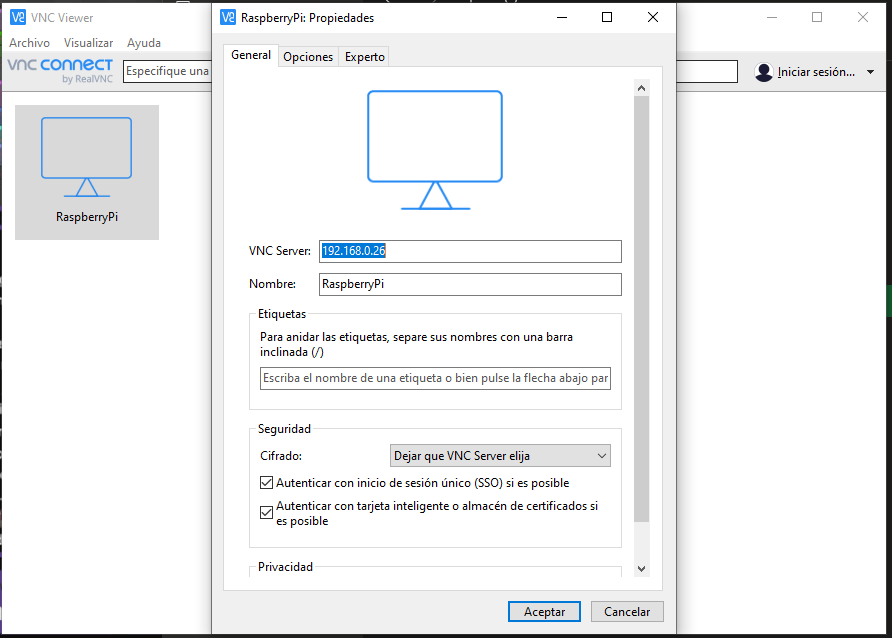 VNC Viewer
Archivo Visualizar Ayuda
vnc connect
by RealVNC
Especifique una
Iniciar sesión...
RaspberryPi
RaspberryPi: Propiedades
General Opciones Experto
VNC Server: 192.168.0.26
Nombre: RaspberryPi
Etiquetas
Para anidar las etiquetas, separe sus nombres con una barra
inclinada (/)
Escriba el nombre de una etiqueta o bien pulse la flecha abajo par
Seguridad
Cifrado: Dejar que VNC Server elija
Autenticar con inicio de sesión único (SSO) si es posible
Autenticar con tarjeta inteligente o almacén de certificados si
es posible
Privacidad
Aceptar Cancelar